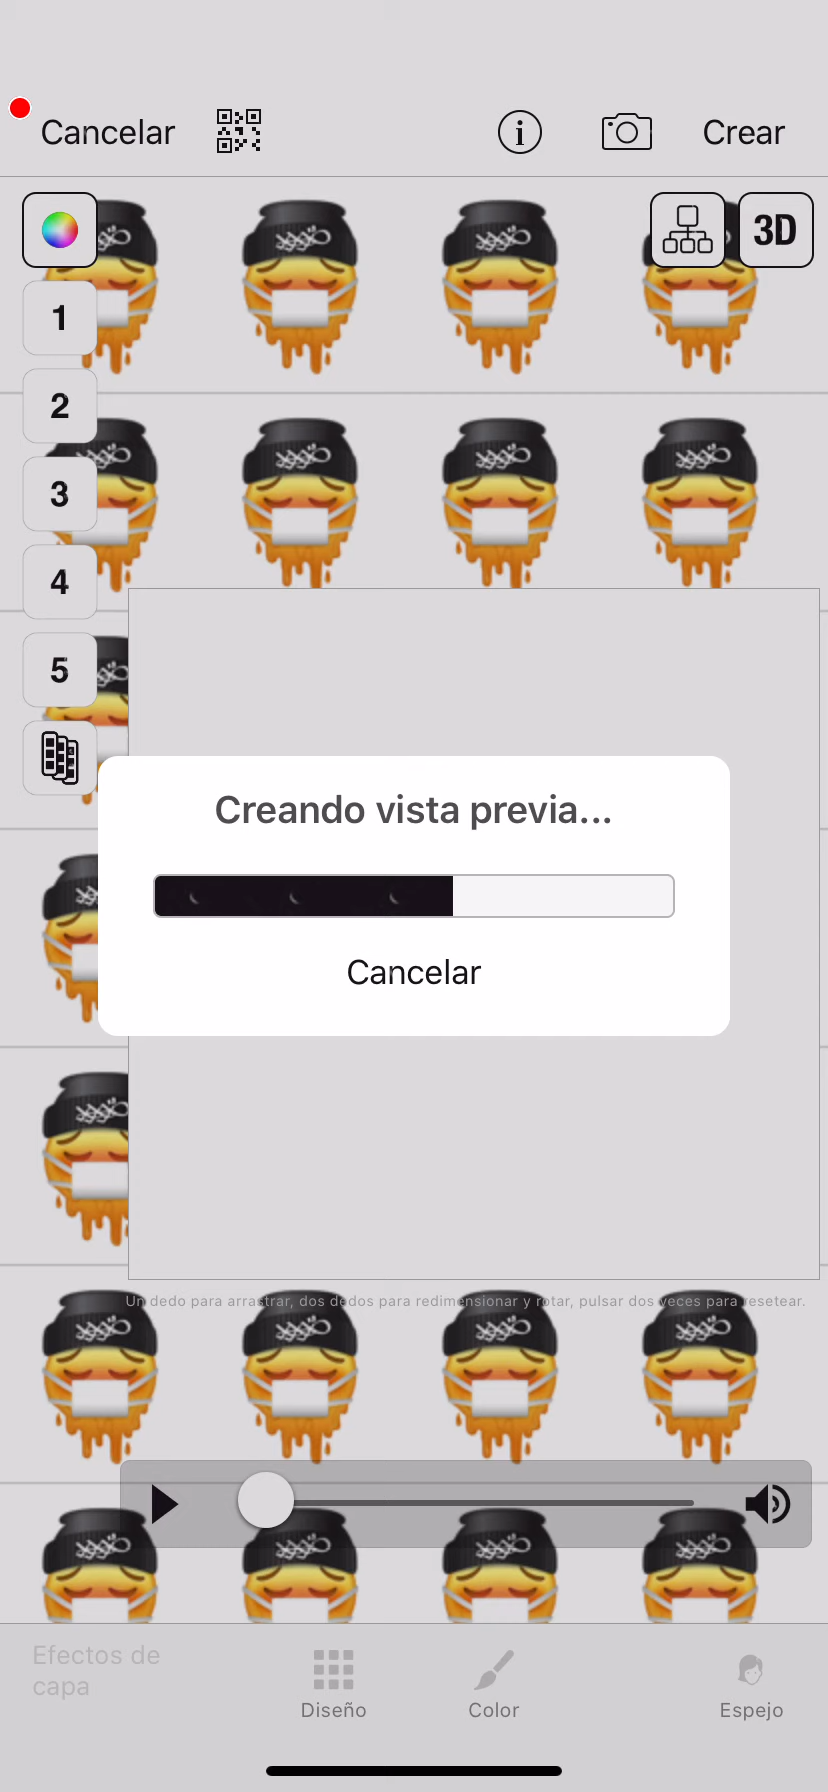 Cancelar
Crear
3D
1
2
3
4
5
Creando vista previa...
Cancelar
Un dedo para arrastrar, dos dedos para redimensionar y rotar, pulsar dos veces para resetear.
Efectos de
capa
Diseño
Color
Espejo